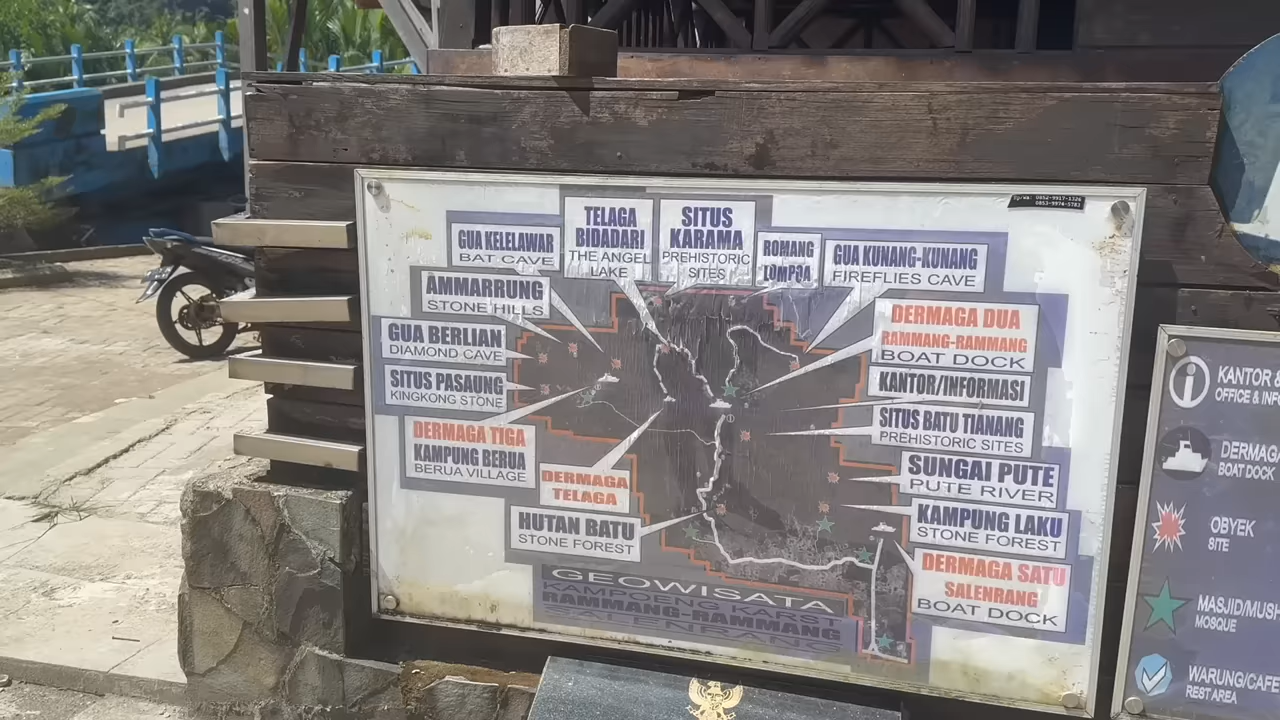 GUA KELELAWAR
BAT CAVE
TELAGA
BIDADARI
THE ANGEL
LAKE
SITUS
KARAMA
PREHISTORIC
SITES
ROMANG
LOMPOA
GUA KUNANG-KUNANG
FIREFLIES CAVE
AMMARRUNG
STONE HILLS
GUA BERLIAN
DIAMOND CAVE
SITUS PASAUNG
KINGKONG STONE
DERMAGA TIGA
KAMPUNG BERUA
BERUA VILLAGE
DERMAGA
TELAGA
HUTAN BATU
STONE FOREST
DERMAGA DUA
RAMMANG-RAMMANG
BOAT DOCK
KANTOR/INFORMASI
SITUS BATU TIANANG
PREHISTORIC SITES
SUNGAI PUTE
PUTE RIVER
KAMPUNG LAKU
STONE FOREST
DERMAGA SATU
SALENRANG
BOAT DOCK
GEOWISATA
KAMPOENG KARST
RAMMANG-RAMMANG
SALENRANG
KANTOR &
OFFICE & INFO
DERMAGA
BOAT DOCK
OBYEK
SITE
MASJID/MUSH
MOSQUE
WARUNG/CAFE
REST AREA